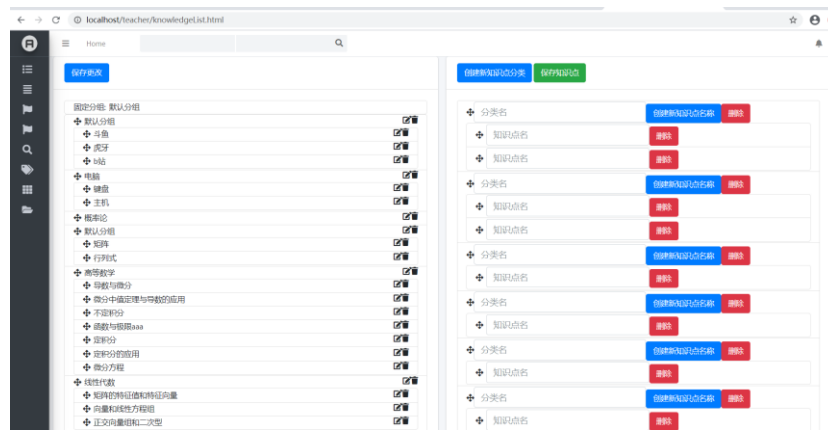 localhost/teacher/knowledgeList.html
Home
保存更改
固定分组: 默认分组
默认分组
斗鱼
虎牙
b站
电脑
键盘
主机
概率论
默认分组
矩阵
行列式
高等数学
导数与微分
微分中值定理与导数的应用
不定积分
函数与极限aaa
定积分
定积分的应用
微分方程
线性代数
矩阵的特征值和特征向量
向量和线性方程组
正交向量组和二次型
创建新知识点分类 保存知识点
分类名 创建新知识点名称 删除
知识点名 删除
知识点名 删除
分类名 创建新知识点名称 删除
知识点名 删除
知识点名 删除
分类名 创建新知识点名称 删除
知识点名 删除
分类名 创建新知识点名称 删除
知识点名 删除
分类名 创建新知识点名称 删除
知识点名 删除
分类名 创建新知识点名称 删除
知识点名 删除